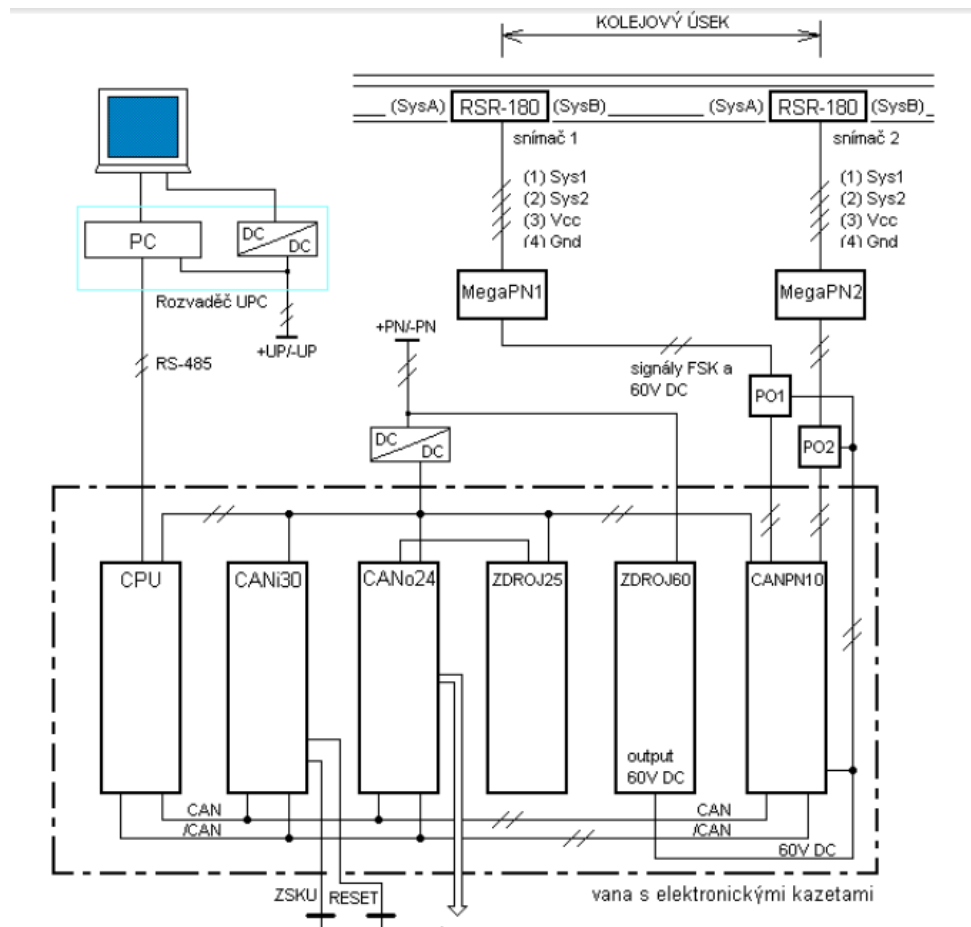 KOLEJOVÝ ÚSEK
(SysA) RSR-180 (SysB) (SysA) RSR-180 (SysB)
snímač 1
snímač 2
(1) Sys1
(2) Sys2
(3) Vcc
(4) Gnd
(1) Sys1
(2) Sys2
(3) Vcc
(4) Gnd
PC
DC
DC
Rozvaděč UPC
+UP/-UP
RS-485
MegaPN1
MegaPN2
+PN/-PN
signály FSK a
60V DC
PO1
PO2
DC
DC
CPU
CANi30
CANo24
ZDROJ25
ZDROJ60
CANPN10
output
60V DC
CAN
/CAN
CAN
/CAN
60V DC
ZSKU
RESET
vana s elektronickými kazetami